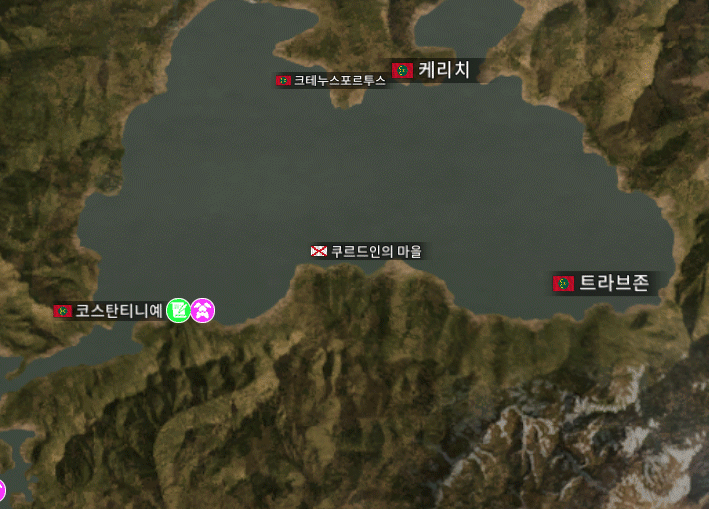 케리치
크테누스포르투스
쿠르드인의 마을
트라브존
코스탄티니예